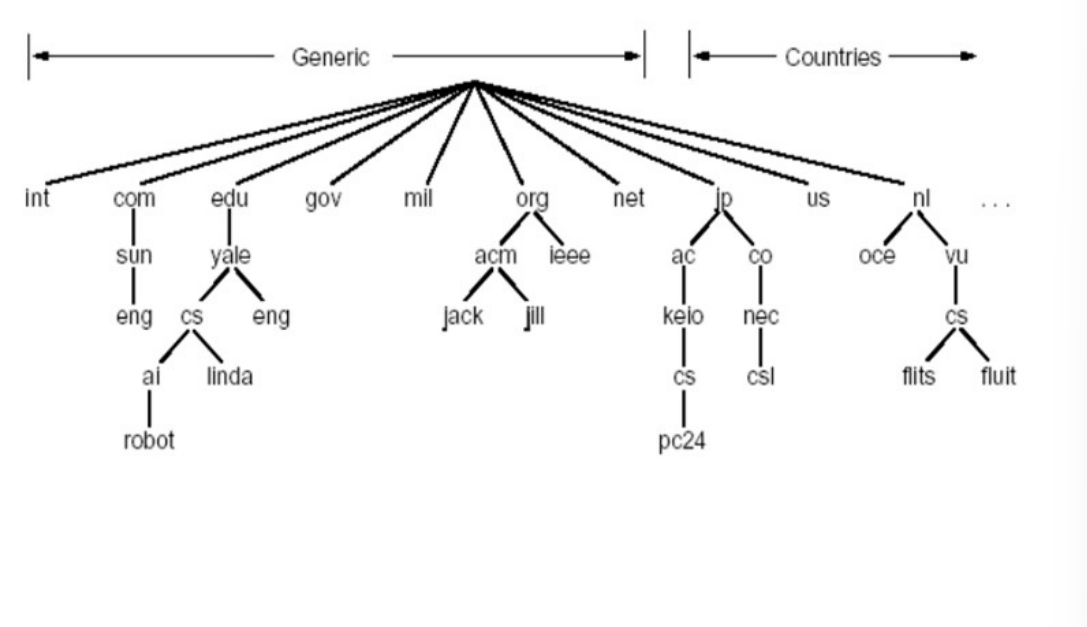 Generic Countries
int com edu gov mil org net jp us nl ...
sun yale acm ieee ac co oce vu
eng cs eng jack jill keio nec cs
ai linda cs csl flits fluit
robot pc24